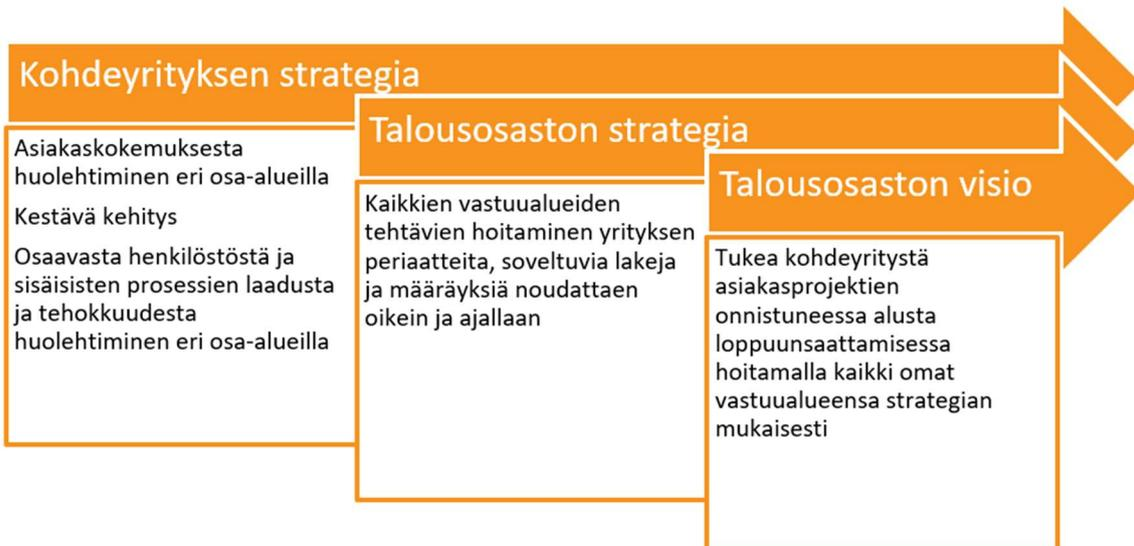 Kohdeyrityksen strategia
Asiakaskokemuksesta
huolehtiminen eri osa-alueilla
Kestävä kehitys
Osaavasta henkilöstöstä ja
sisäisisten prosessien laadusta
ja tehokkuudesta
huolehtiminen eri osa-alueilla
Talousosaston strategia
Kaikkien vastuualueiden
tehtävien hoitaminen yrityksen
periaatteita, soveltuvia lakeja
ja määräyksiä noudattaen
oikein ja ajallaan
Talousosaston visio
Tukea kohdeyritystä
asiakasprojektien
onnistuneessa alusta
loppuunsaattamisessa
hoitamalla kaikki omat
vastuualueensa strategian
mukaisesti